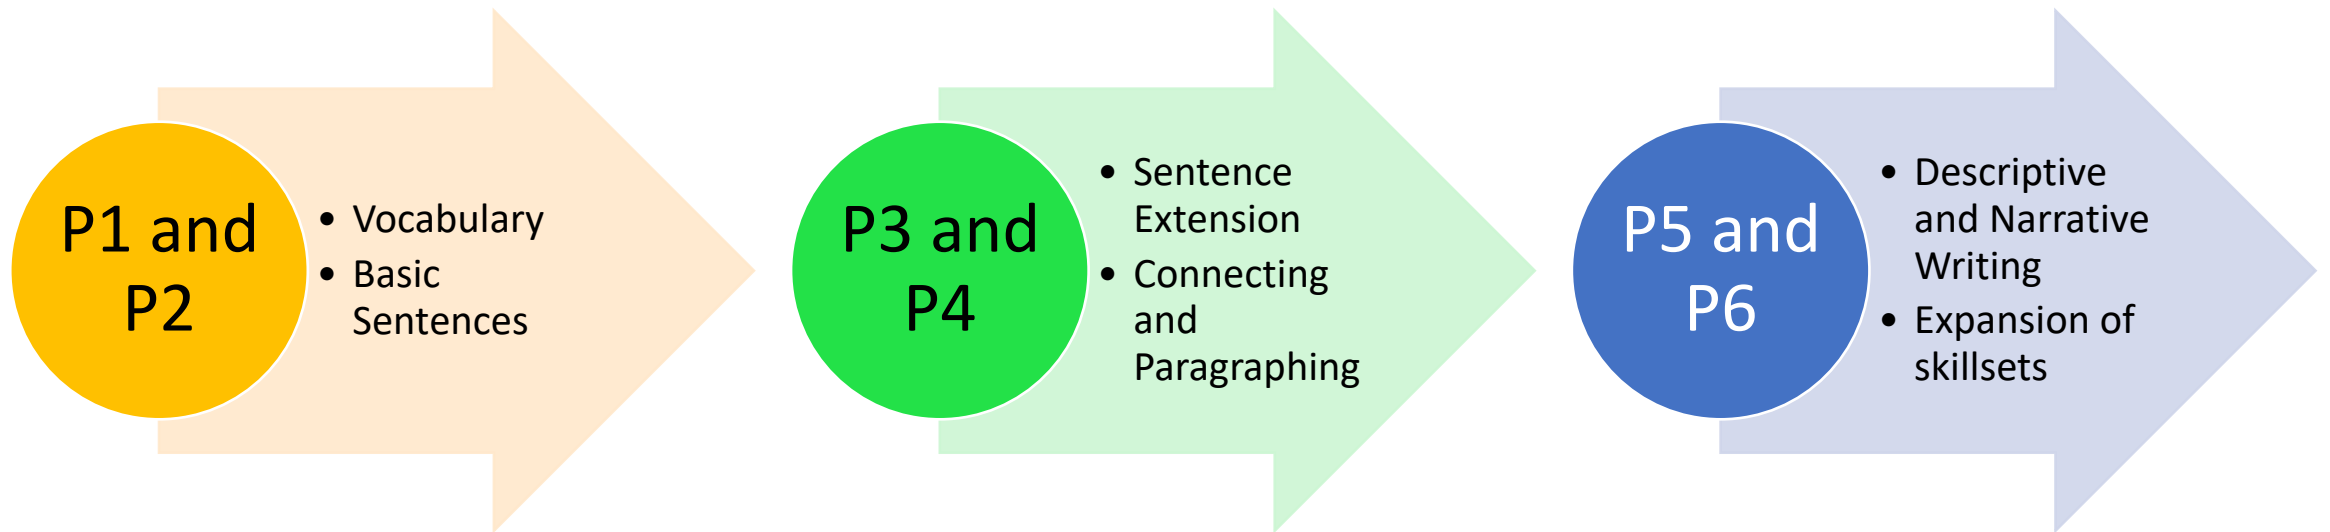 P1 and
P2
• Vocabulary
• Basic
Sentences
P3 and
P4
• Sentence
Extension
• Connecting
and
Paragraphing
P5 and
P6
• Descriptive
and Narrative
Writing
• Expansion of
skillsets